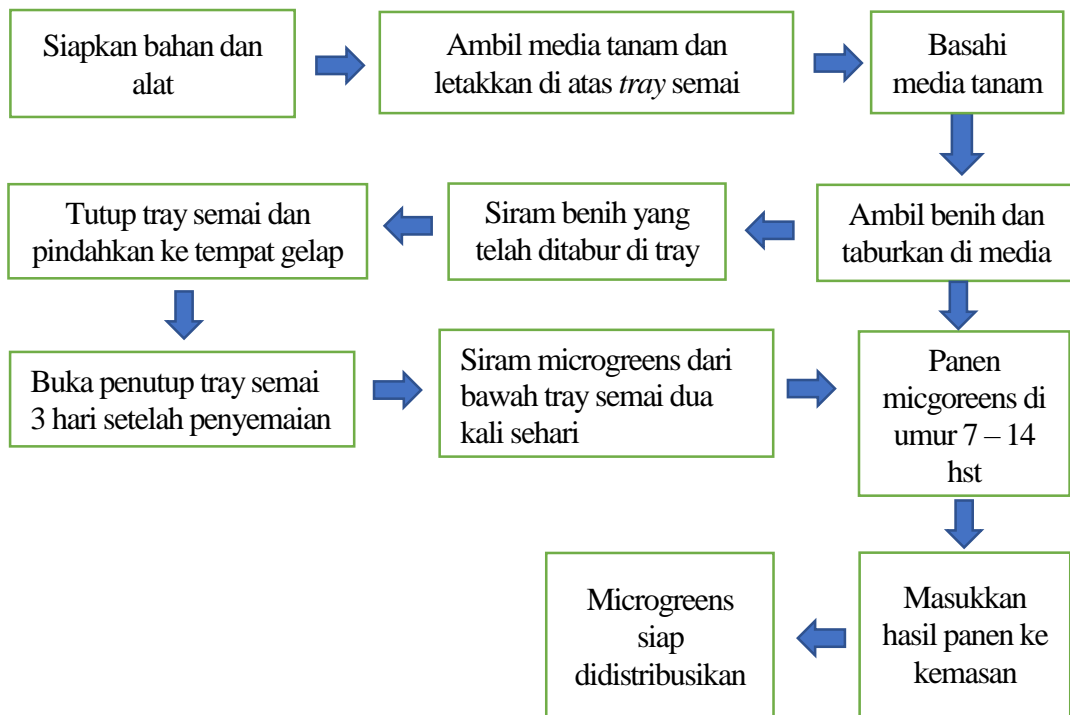 Siapkan bahan dan
alat
Ambil media tanam dan
letakkan di atas tray semai
Basahi
media tanam
Ambil benih dan
taburkan di media
Siram benih yang
telah ditabur di tray
Tutup tray semai dan
pindahkan ke tempat gelap
Buka penutup tray semai
3 hari setelah penyemaian
Siram microgreens dari
bawah tray semai dua
kali sehari
Panen
micgoreens di
umur 7 – 14
hst
Masukkan
hasil panen ke
kemasan
Microgreens
siap
didistribusikan